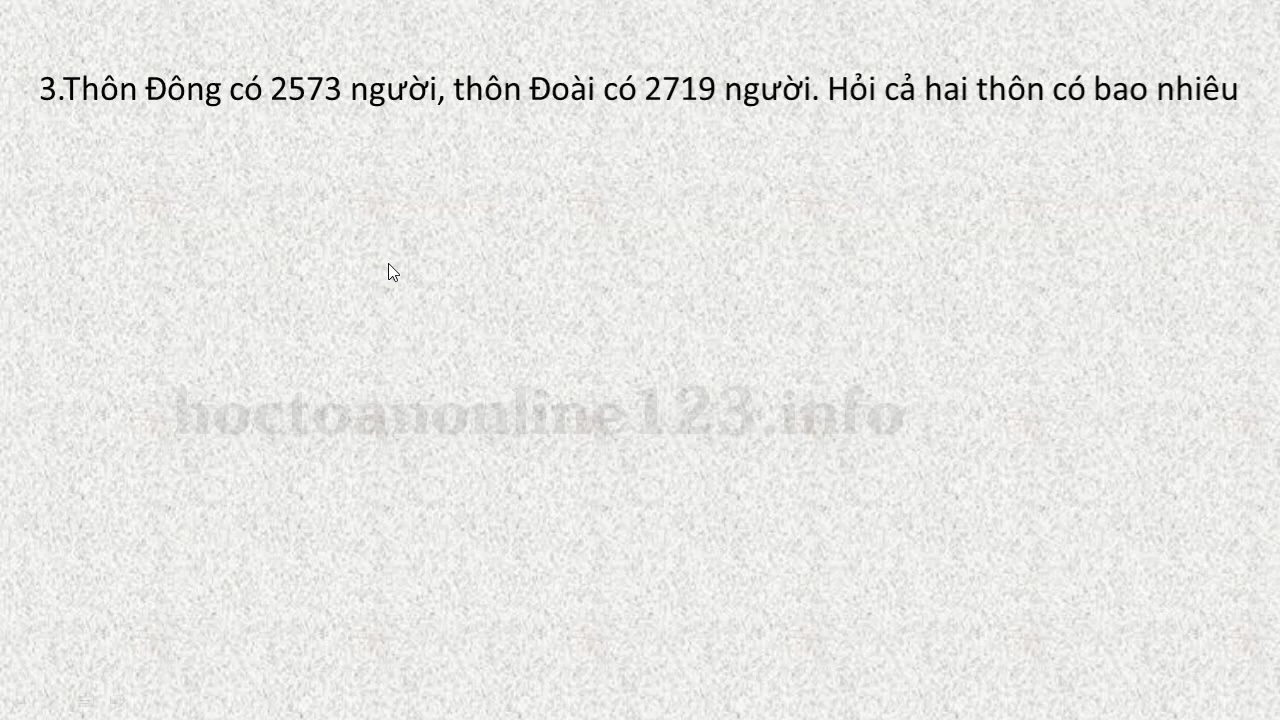 3.Thôn Đông có 2573 người, thôn Đoài có 2719 người. Hỏi cả hai thôn có bao nhiêu
hoctoanonline123.info